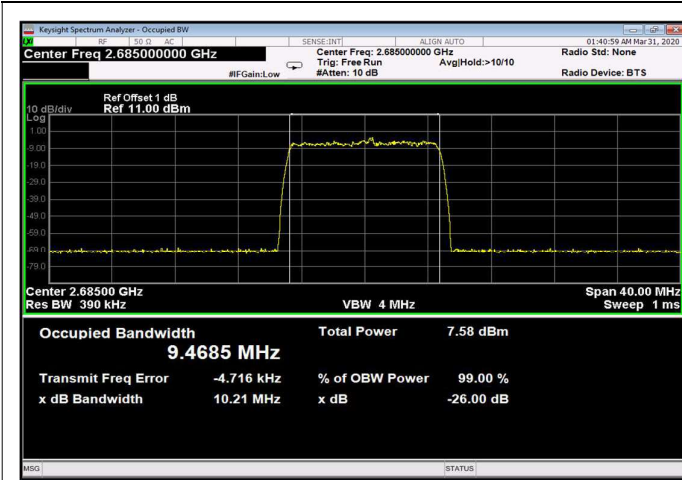 Keysight Spectrum Analyzer - Occupied BW
LXI RF 50 Ω AC SENSE:INT ALIGN AUTO 01:40:59 AM Mar 31, 2020
Center Freq 2.685000000 GHz Center Freq: 2.685000000 GHz Radio Std: None
Trig: Free Run Avg|Hold:>10/10
#IFGain:Low #Atten: 10 dB Radio Device: BTS
Ref Offset 1 dB
10 dB/div Ref 11.00 dBm
Log
1.00
-9.00
-19.0
-29.0
-39.0
-49.0
-59.0
-69.0
-79.0
Center 2.68500 GHz Span 40.00 MHz
Res BW 390 kHz VBW 4 MHz Sweep 1 ms
Occupied Bandwidth Total Power 7.58 dBm
9.4685 MHz
Transmit Freq Error -4.716 kHz % of OBW Power 99.00 %
x dB Bandwidth 10.21 MHz x dB -26.00 dB
MSG STATUS